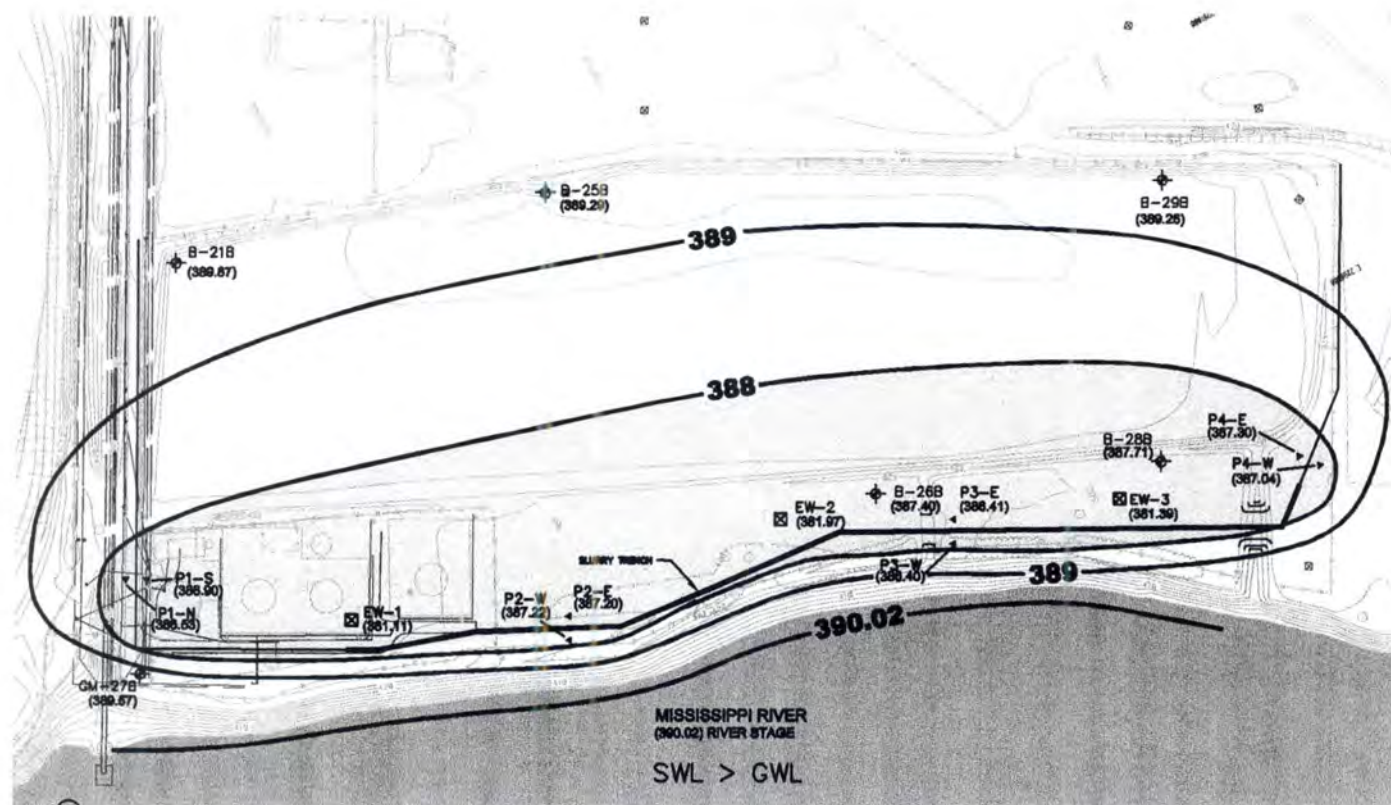 B-25B
(389.29)
B-29B
(389.26)
B-21B
(389.87)
389
388
P4-E
(387.30)
B-28B
(387.71)
P4-W
(387.04)
B-26B
(387.40)
P3-E
(386.41)
EW-3
(381.39)
EW-2
(381.97)
SLURRY TRENCH
P3-W
(386.40)
389
P1-S
(386.90)
P1-N
(386.53)
P2-W
(387.22)
P2-E
(387.20)
EW-1
(381.11)
390.02
GM-27B
(389.57)
MISSISSIPPI RIVER
(390.02) RIVER STAGE
SWL > GWL